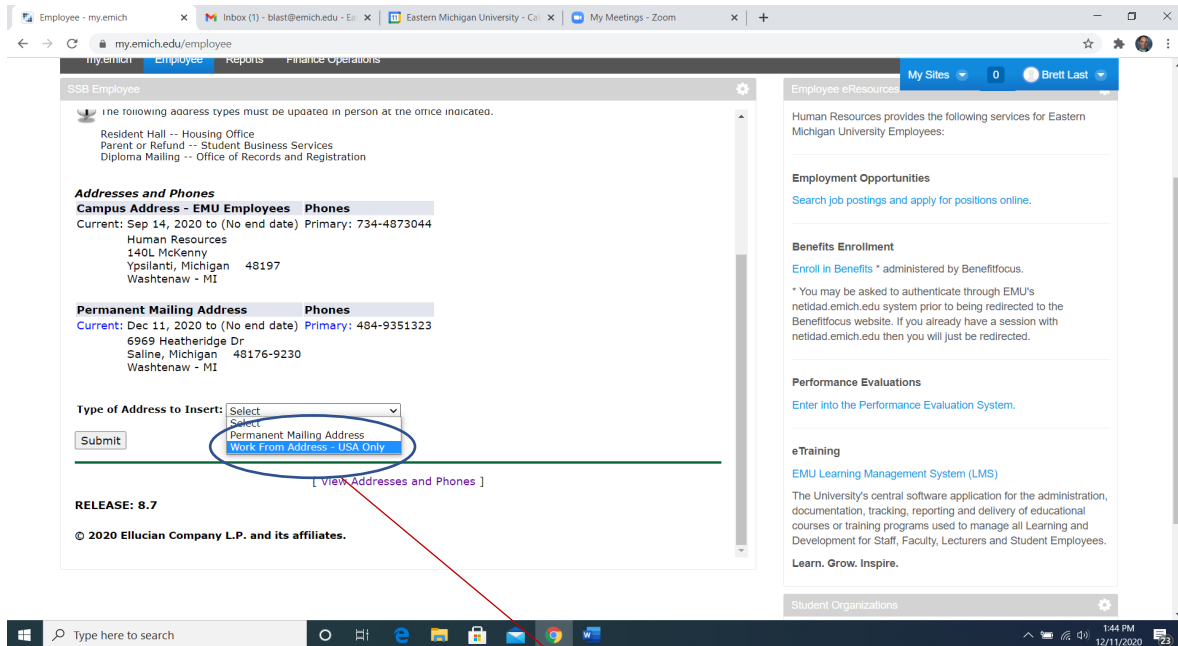 Employee - my.emich
Inbox (1) - blast@emich.edu - Ea
Eastern Michigan University - Cal
My Meetings - Zoom
my.emich.edu/employee
my.emich Employee Reports Finance Operations
My Sites 0 Brett Last
SSB Employee
The following address types must be updated in person at the office indicated.
Resident Hall -- Housing Office
Parent or Refund -- Student Business Services
Diploma Mailing -- Office of Records and Registration
Addresses and Phones
Campus Address - EMU Employees Phones
Current: Sep 14, 2020 to (No end date) Primary: 734-4873044
Human Resources
140L McKenny
Ypsilanti, Michigan 48197
Washtenaw - MI
Permanent Mailing Address Phones
Current: Dec 11, 2020 to (No end date) Primary: 484-9351323
6969 Heatheridge Dr
Saline, Michigan 48176-9230
Washtenaw - MI
Type of Address to Insert: Select
Select
Permanent Mailing Address
Work From Address - USA Only
Submit
[ View Addresses and Phones ]
RELEASE: 8.7
© 2020 Ellucian Company L.P. and its affiliates.
Employee eResources
Human Resources provides the following services for Eastern
Michigan University Employees:
Employment Opportunities
Search job postings and apply for positions online.
Benefits Enrollment
Enroll in Benefits * administered by Benefitfocus.
* You may be asked to authenticate through EMU's
netidad.emich.edu system prior to being redirected to the
Benefitfocus website. If you already have a session with
netidad.emich.edu then you will just be redirected.
Performance Evaluations
Enter into the Performance Evaluation System.
eTraining
EMU Learning Management System (LMS)
The University's central software application for the administration,
documentation, tracking, reporting and delivery of educational
courses or training programs used to manage all Learning and
Development for Staff, Faculty, Lecturers and Student Employees.
Learn. Grow. Inspire.
Student Organizations
Type here to search
1:44 PM
12/11/2020
23